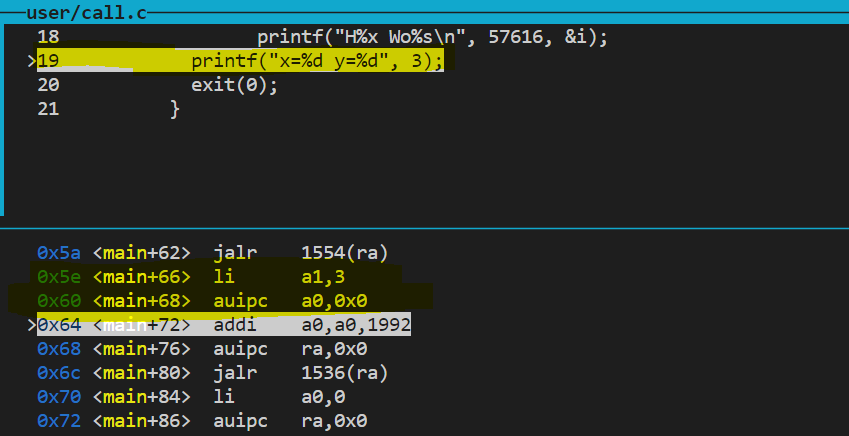 user/call.c
18 printf("H%x Wo%s\n", 57616, &i);
>19 printf("x=%d y=%d", 3);
20 exit(0);
21 }
0x5a <main+62> jalr 1554(ra)
0x5e <main+66> li a1,3
0x60 <main+68> auipc a0,0x0
>0x64 <main+72> addi a0,a0,1992
0x68 <main+76> auipc ra,0x0
0x6c <main+80> jalr 1536(ra)
0x70 <main+84> li a0,0
0x72 <main+86> auipc ra,0x0